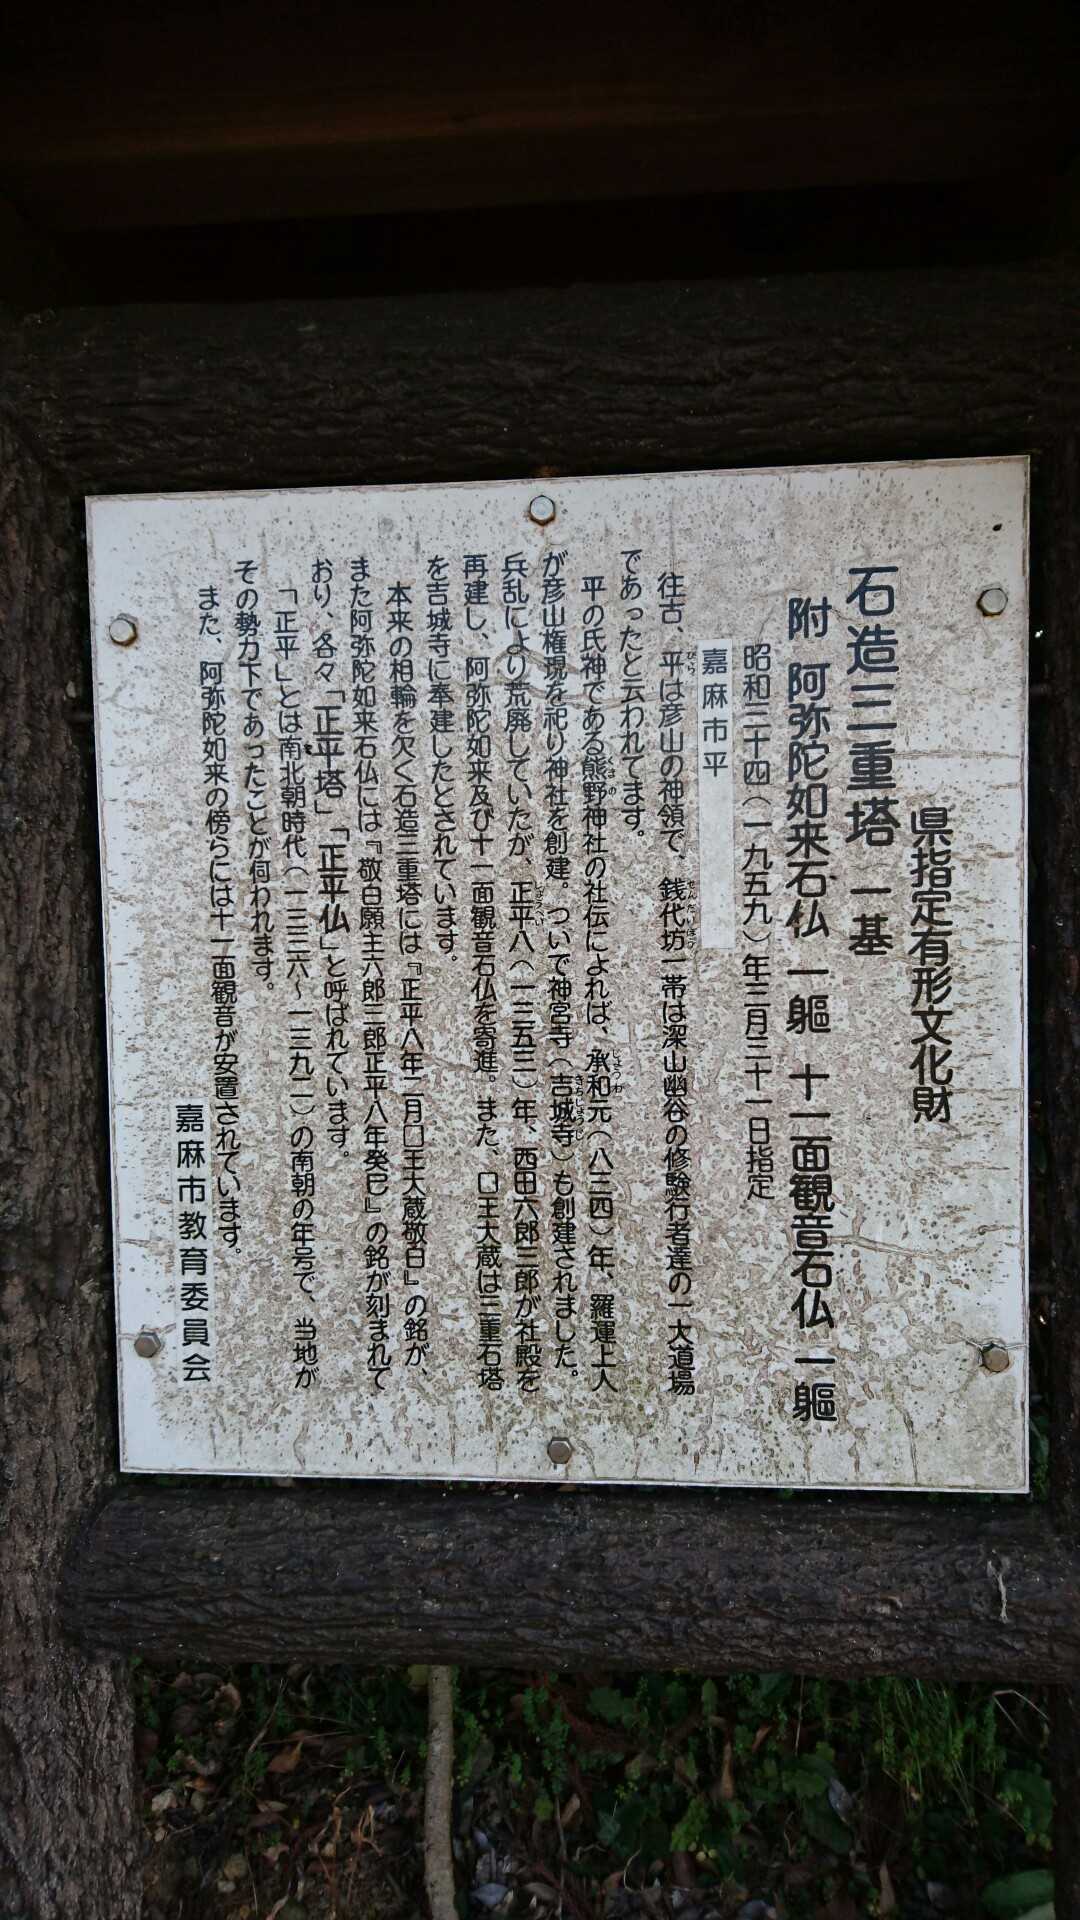 県指定有形文化財
石造三重塔 一基
附 阿弥陀如来石仏 一軀 十一面観音石仏 一軀
昭和三十四（一九五九）年三月三十一日指定
嘉麻市平
往古、平は彦山の神領で、銭代坊一帯は深山幽谷の修験行者達の一大道場
であったと云われてます。
平の氏神である熊野神社の社伝によれば、承和元（八三四）年、羅運上人
が彦山権現を祀り神社を創建。ついで神宮寺（吉城寺）も創建されました。
兵乱により荒廃していたが、正平八（一三五三）年、西田六郎三郎が社殿を
再建し、阿弥陀如来及び十一面観音石仏を寄進。また、□王大蔵は三重石塔
を吉城寺に奉建したとされています。
本来の相輪を欠く石造三重塔には『正平八年二月□王大蔵敬白』の銘が、
また阿弥陀如来石仏には『敬白願主六郎三郎正平八年癸巳』の銘が刻まれて
おり、各々「正平塔」「正平仏」と呼ばれています。
「正平」とは南北朝時代（一三三六～一三九二）の南朝の年号で、当地が
その勢力下であったことが伺われます。
また、阿弥陀如来の傍らには十一面観音が安置されています。
嘉麻市教育委員会